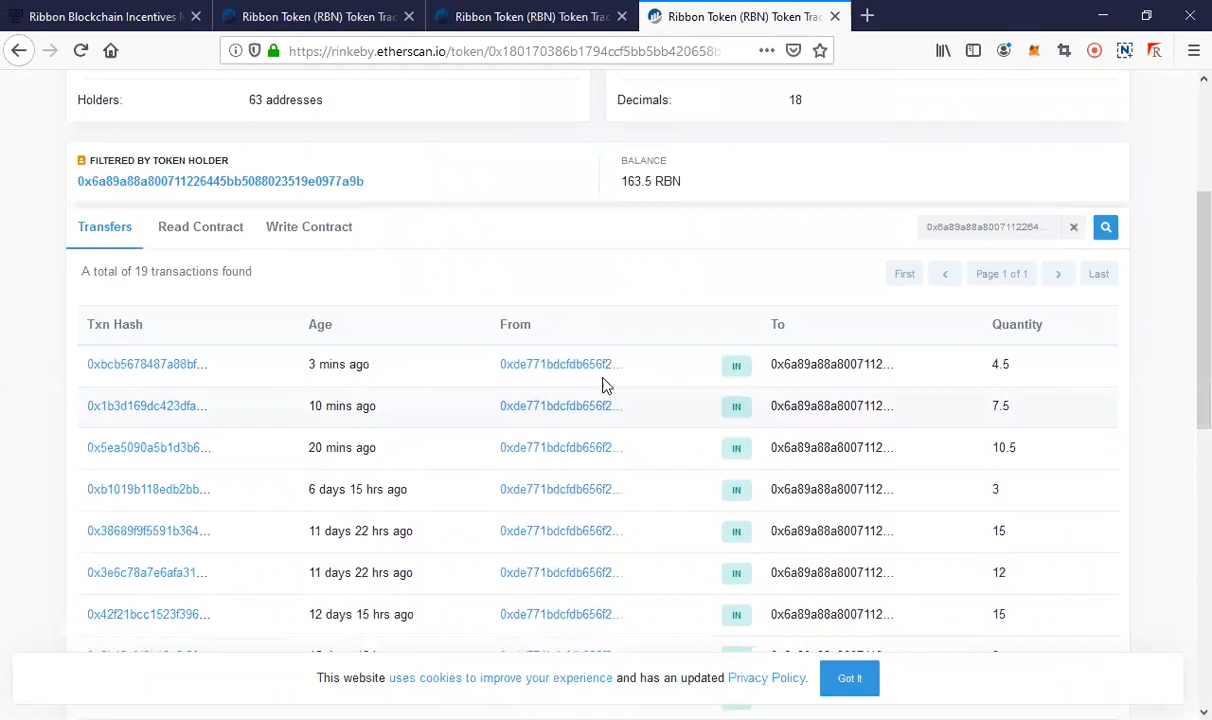 Ribbon Blockchain Incentives
Ribbon Token (RBN) Token Trac
Ribbon Token (RBN) Token Tra
Ribbon Token (RBN) Token Trac
https://rinkeby.etherscan.io/token/0x180170386b1794ccf5bb5bb420658b
Holders:
63 addresses
Decimals:
18
FILTERED BY TOKEN HOLDER
0x6a89a88a800711226445bb5088023519e0977a9b
BALANCE
163.5 RBN
Transfers
Read Contract
Write Contract
0x6a89a88a8007112264...
A total of 19 transactions found
First
Page 1 of 1
Last
Txn Hash Age From To Quantity
0xbcb5678487a88bf... 3 mins ago 0xde771bdcfdb656f2... IN 0x6a89a88a8007112... 4.5
0x1b3d169dc423dfa... 10 mins ago 0xde771bdcfdb656f2... IN 0x6a89a88a8007112... 7.5
0x5ea5090a5b1d3b6... 20 mins ago 0xde771bdcfdb656f2... IN 0x6a89a88a8007112... 10.5
0xb1019b118edb2bb... 6 days 15 hrs ago 0xde771bdcfdb656f2... IN 0x6a89a88a8007112... 3
0x38689f9f5591b364... 11 days 22 hrs ago 0xde771bdcfdb656f2... IN 0x6a89a88a8007112... 15
0x3e6c78a7e6afa31... 11 days 22 hrs ago 0xde771bdcfdb656f2... IN 0x6a89a88a8007112... 12
0x42f21bcc1523f396... 12 days 15 hrs ago 0xde771bdcfdb656f2... IN 0x6a89a88a8007112... 15
This website uses cookies to improve your experience and has an updated Privacy Policy.
Got It